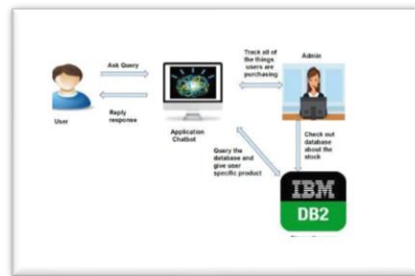 Ask Query
Reply
response
User
Application
Chatbot
Track all of
the things
users are
purchasing
Admin
Query the
database and
give user
specific product
Check out
database
about the
stock
IBM
DB2